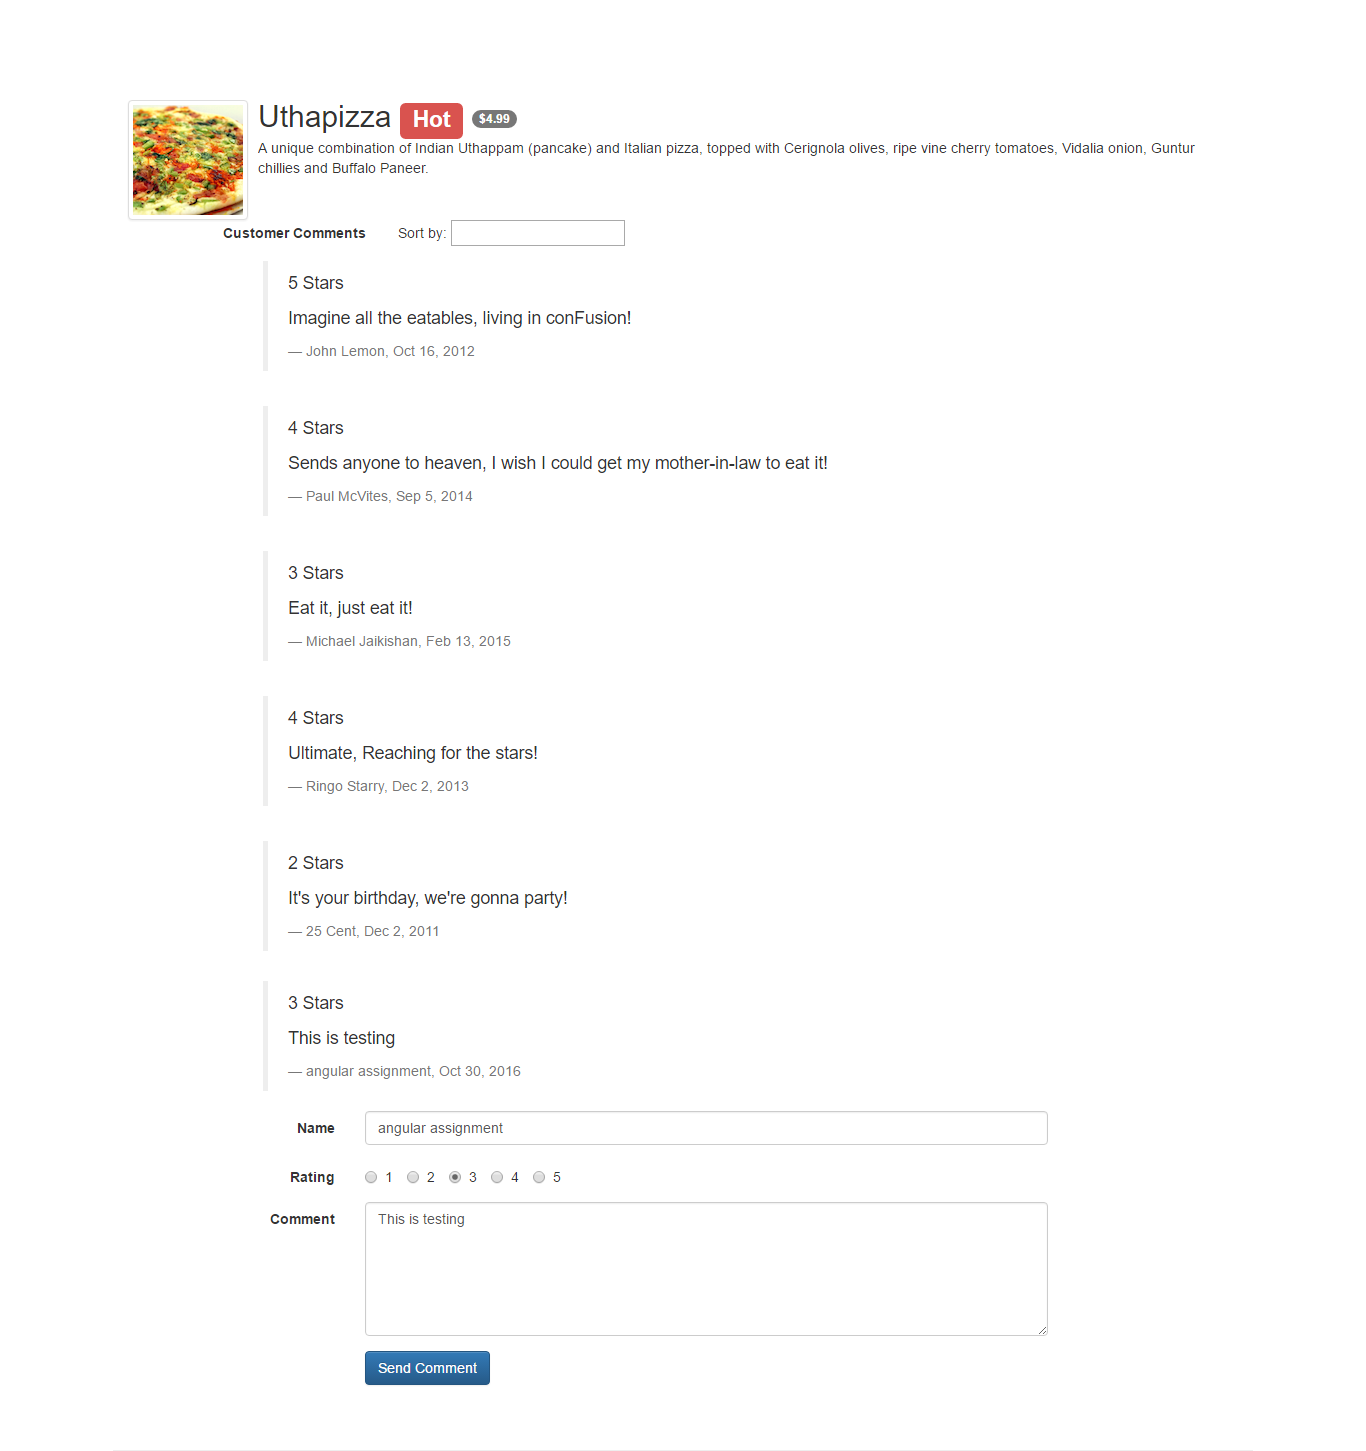 Uthapizza Hot $4.99
A unique combination of Indian Uthappam (pancake) and Italian pizza, topped with Cerignola olives, ripe vine cherry tomatoes, Vidalia onion, Guntur
chillies and Buffalo Paneer.
Customer Comments Sort by:
5 Stars
Imagine all the eatables, living in conFusion!
— John Lemon, Oct 16, 2012
4 Stars
Sends anyone to heaven, I wish I could get my mother-in-law to eat it!
— Paul McVites, Sep 5, 2014
3 Stars
Eat it, just eat it!
— Michael Jaikishan, Feb 13, 2015
4 Stars
Ultimate, Reaching for the stars!
— Ringo Starry, Dec 2, 2013
2 Stars
It's your birthday, we're gonna party!
— 25 Cent, Dec 2, 2011
3 Stars
This is testing
— angular assignment, Oct 30, 2016
Name angular assignment
Rating 1 2 3 4 5
Comment This is testing
Send Comment